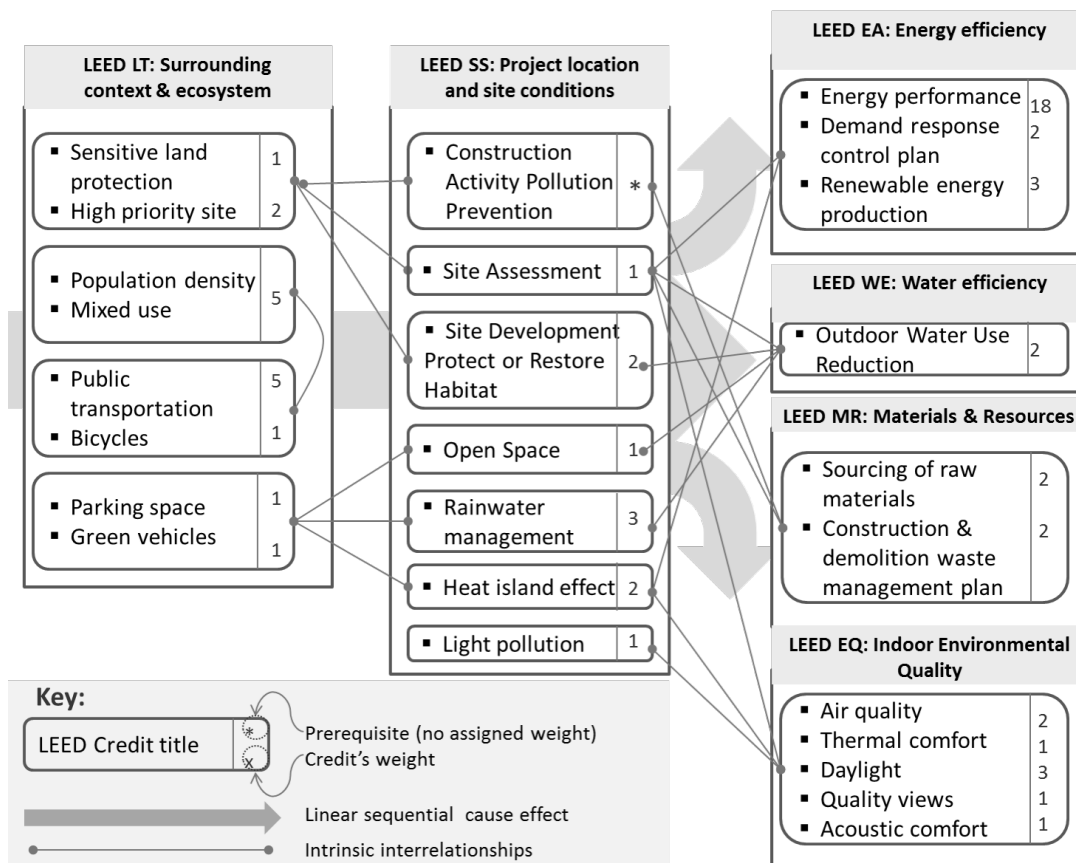 LEED LT: Surrounding
context & ecosystem
▪ Sensitive land
protection
1
▪ High priority site
2
▪ Population density
▪ Mixed use
5
▪ Public
transportation
5
▪ Bicycles
1
▪ Parking space
1
▪ Green vehicles
1
LEED SS: Project location
and site conditions
▪ Construction
Activity Pollution
Prevention
*
▪ Site Assessment
1
▪ Site Development
Protect or Restore
Habitat
2
▪ Open Space
1
▪ Rainwater
management
3
▪ Heat island effect
2
▪ Light pollution
1
LEED EA: Energy efficiency
▪ Energy performance
18
▪ Demand response
control plan
2
▪ Renewable energy
production
3
LEED WE: Water efficiency
▪ Outdoor Water Use
Reduction
2
LEED MR: Materials & Resources
▪ Sourcing of raw
materials
2
▪ Construction &
demolition waste
management plan
2
LEED EQ: Indoor Environmental
Quality
▪ Air quality
2
▪ Thermal comfort
1
▪ Daylight
3
▪ Quality views
1
▪ Acoustic comfort
1
Key:
LEED Credit title
*
x
Prerequisite (no assigned weight)
Credit's weight
Linear sequential cause effect
Intrinsic interrelationships